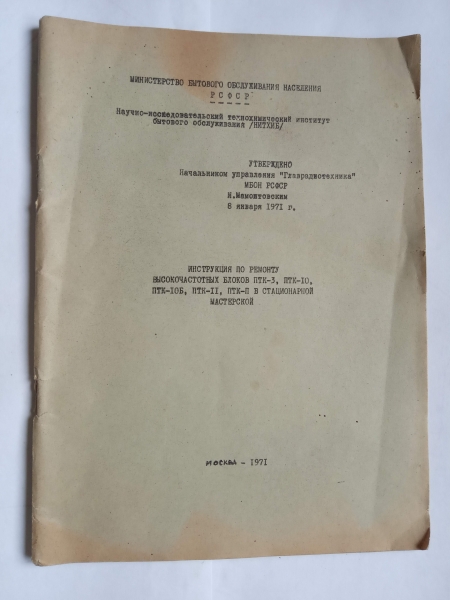 МИНИСТЕРСТВО БЫТОВОГО ОБСЛУЖИВАНИЯ НАСЕЛЕНИЯ
РСФСР
Научно-исследовательский технохимический институт
бытового обслуживания /НИТХИБ/
УТВЕРЖДЕНО
Начальником управления "Главрадиотехника"
МБОН РСФСР
Н.Мамонтовским
8 января 1971 г.
ИНСТРУКЦИЯ ПО РЕМОНТУ
ВЫСОКОЧАСТОТНЫХ БЛОКОВ ПТК-3, ПТК-10,
ПТК-10Б, ПТК-11, ПТК-П В СТАЦИОНАРНОЙ
МАСТЕРСКОЙ
МОСКВА - 1971